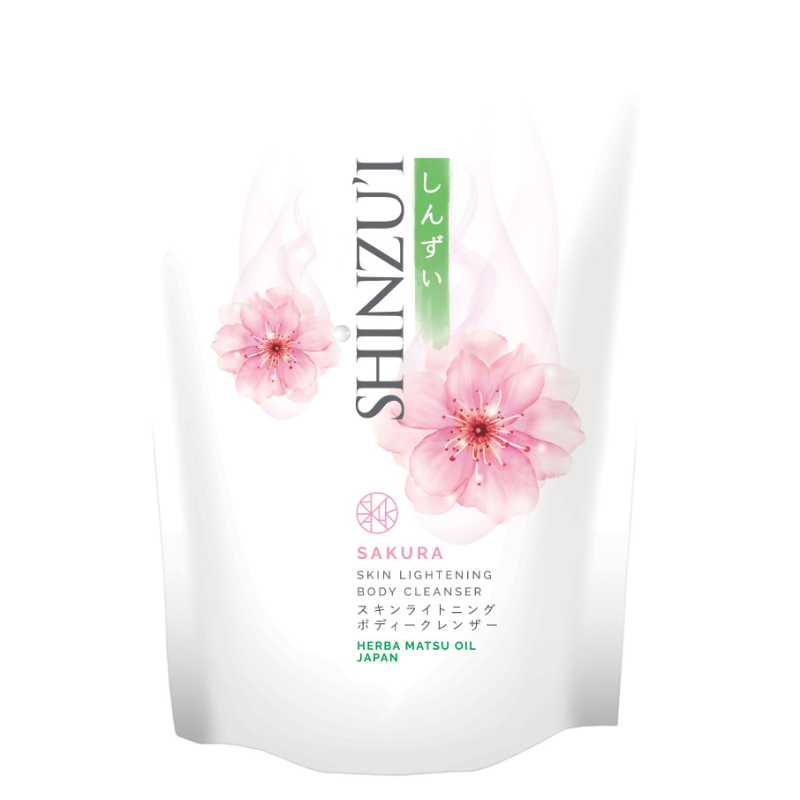 SHINZU'I
しんずい
SAKURA
SKIN LIGHTENING
BODY CLEANSER
スキンライトニング
ボディークレンザー
HERBA MATSU OIL
JAPAN